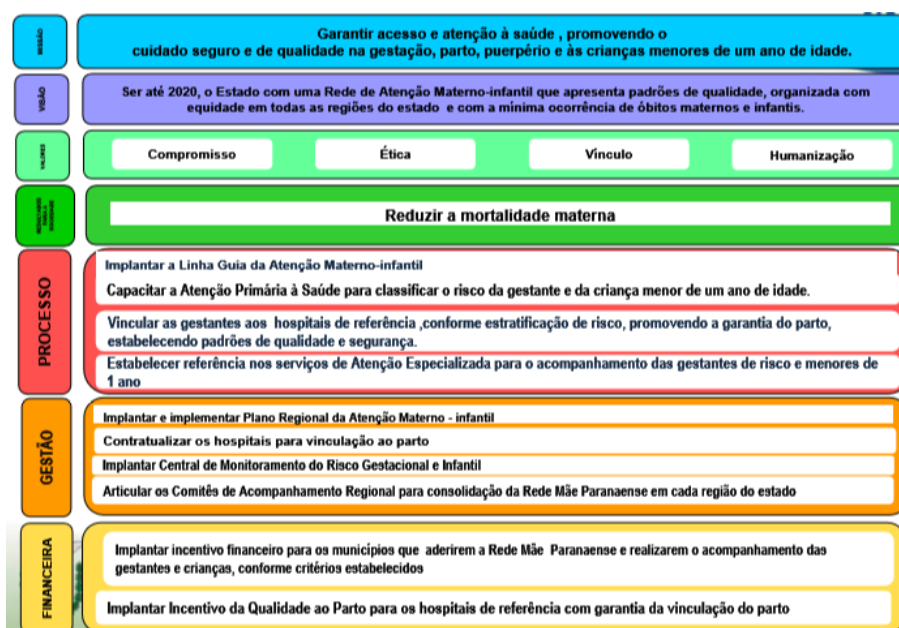 MISSÃO
Garantir acesso e atenção à saúde , promovendo o
cuidado seguro e de qualidade na gestação, parto, puerpério e às crianças menores de um ano de idade.
VISÃO
Ser até 2020, o Estado com uma Rede de Atenção Materno-infantil que apresenta padrões de qualidade, organizada com
equidade em todas as regiões do estado e com a mínima ocorrência de óbitos maternos e infantis.
VALORES
Compromisso
Ética
Vínculo
Humanização
RESULTADOS
PARA A
SOCIEDADE
Reduzir a mortalidade materna
PROCESSO
Implantar a Linha Guia da Atenção Materno-infantil
Capacitar a Atenção Primária à Saúde para classificar o risco da gestante e da criança menor de um ano de idade.
Vincular as gestantes aos hospitais de referência ,conforme estratificação de risco, promovendo a garantia do parto,
estabelecendo padrões de qualidade e segurança.
Estabelecer referência nos serviços de Atenção Especializada para o acompanhamento das gestantes de risco e menores de
1 ano
GESTÃO
Implantar e implementar Plano Regional da Atenção Materno - infantil
Contratualizar os hospitais para vinculação ao parto
Implantar Central de Monitoramento do Risco Gestacional e Infantil
Articular os Comitês de Acompanhamento Regional para consolidação da Rede Mãe Paranaense em cada região do estado
FINANCEIRA
Implantar incentivo financeiro para os municípios que aderirem a Rede Mãe Paranaense e realizarem o acompanhamento das
gestantes e crianças, conforme critérios estabelecidos
Implantar Incentivo da Qualidade ao Parto para os hospitais de referência com garantia da vinculação do parto